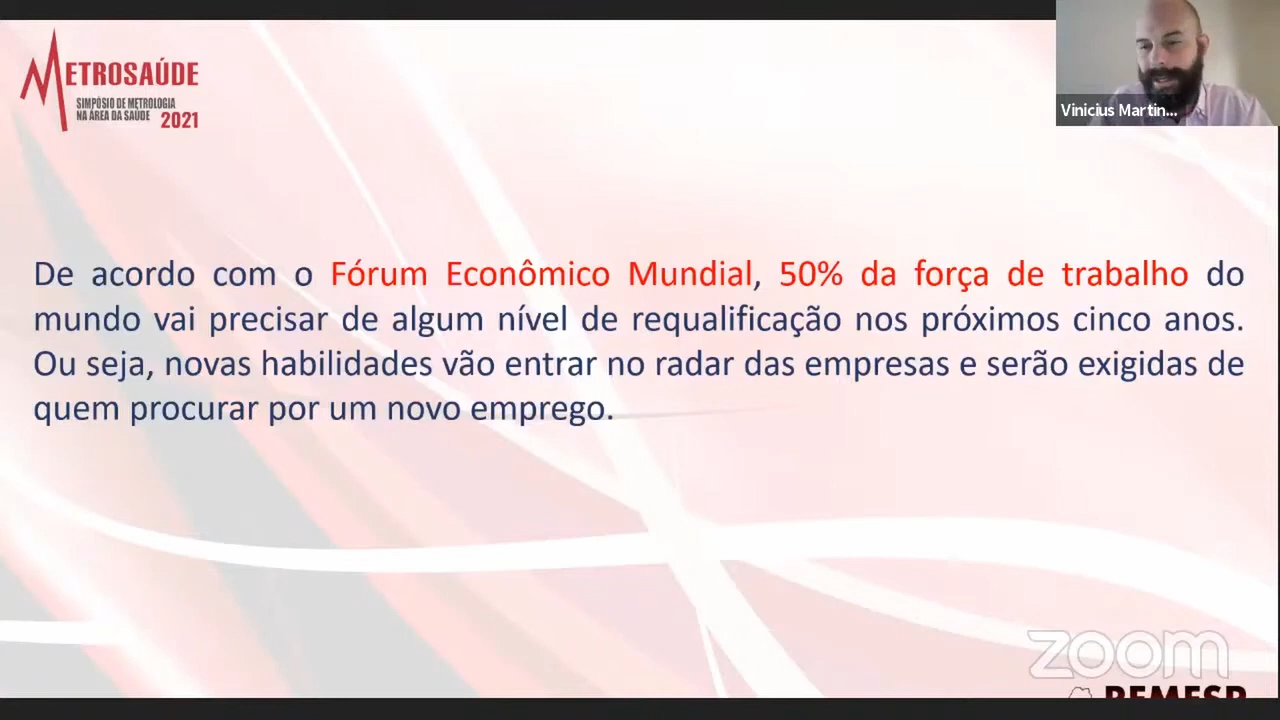 METROSAÚDE
SIMPÓSIO DE METROLOGIA
NA ÁREA DA SAÚDE 2021
Vinicius Martin...
De acordo com o Fórum Econômico Mundial, 50% da força de trabalho do
mundo vai precisar de algum nível de requalificação nos próximos cinco anos.
Ou seja, novas habilidades vão entrar no radar das empresas e serão exigidas de
quem procurar por um novo emprego.
zoom
REMESP